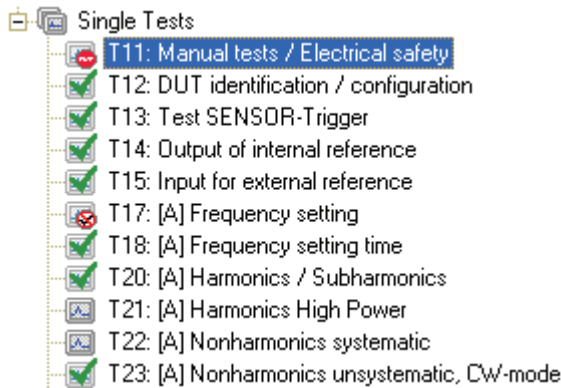 Single Tests
T11: Manual tests / Electrical safety
T12: DUT identification / configuration
T13: Test SENSOR-Trigger
T14: Output of internal reference
T15: Input for external reference
T17: [A] Frequency setting
T18: [A] Frequency setting time
T20: [A] Harmonics / Subharmonics
T21: [A] Harmonics High Power
T22: [A] Nonharmonics systematic
T23: [A] Nonharmonics unsystematic, CW-mode